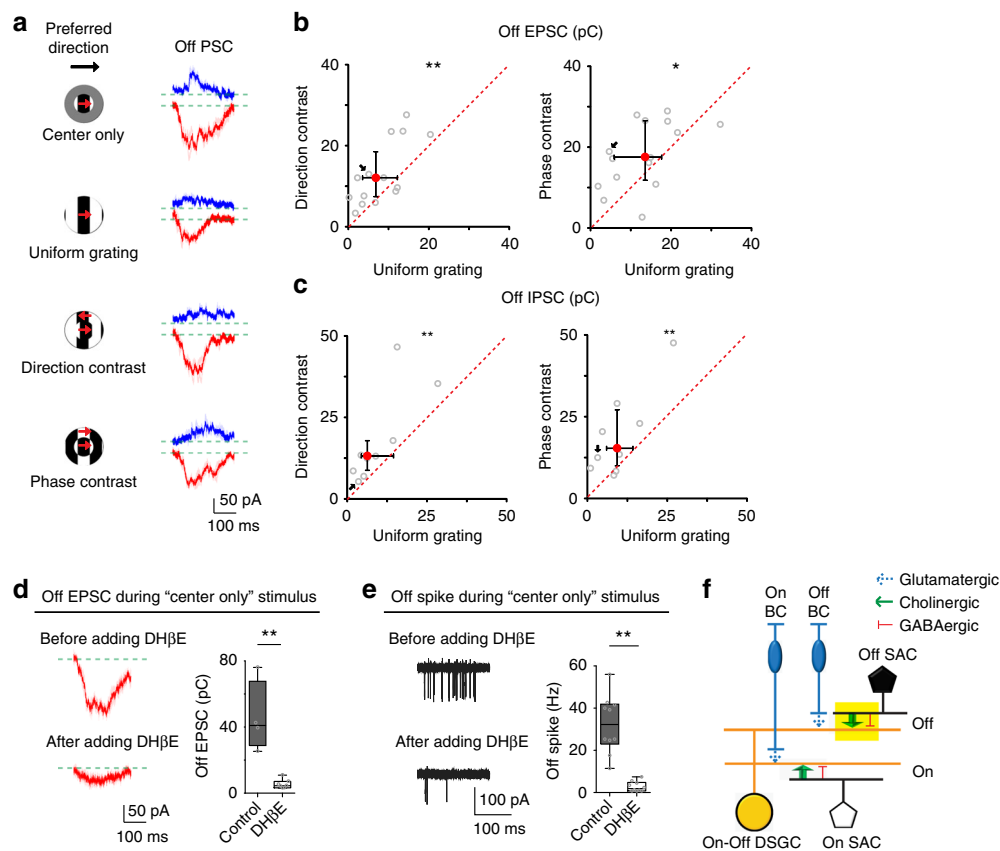 a
Preferred
direction
Off PSC
Center only
Uniform grating
Direction contrast
Phase contrast
50 pA
100 ms
b
Off EPSC (pC)
**
Direction contrast
40
20
0
0
20
40
Uniform grating
*
Phase contrast
40
20
0
0
20
40
Uniform grating
c
Off IPSC (pC)
**
Direction contrast
50
25
0
0
25
50
Uniform grating
**
Phase contrast
50
25
0
0
25
50
Uniform grating
d
Off EPSC during “center only” stimulus
Before adding DHβE
After adding DHβE
50 pA
100 ms
**
Off EPSC (pC)
80
40
0
Control
DHβE
e
Off spike during “center only” stimulus
Before adding DHβE
After adding DHβE
100 pA
100 ms
**
Off spike (Hz)
60
40
20
0
Control
DHβE
f
Glutamatergic
Cholinergic
GABAergic
On
BC
Off
BC
Off SAC
Off
On
On-Off DSGC
On SAC